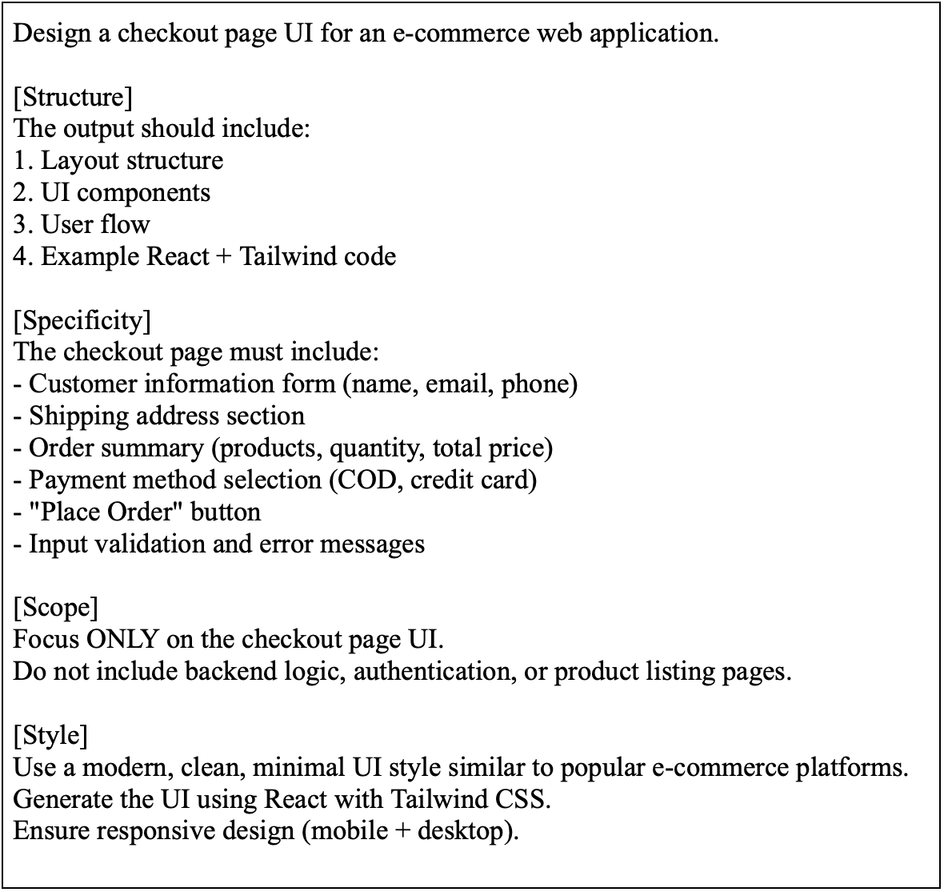 Design a checkout page UI for an e-commerce web application.
[Structure]
The output should include:
1. Layout structure
2. UI components
3. User flow
4. Example React + Tailwind code
[Specificity]
The checkout page must include:
- Customer information form (name, email, phone)
- Shipping address section
- Order summary (products, quantity, total price)
- Payment method selection (COD, credit card)
- "Place Order" button
- Input validation and error messages
[Scope]
Focus ONLY on the checkout page UI.
Do not include backend logic, authentication, or product listing pages.
[Style]
Use a modern, clean, minimal UI style similar to popular e-commerce platforms.
Generate the UI using React with Tailwind CSS.
Ensure responsive design (mobile + desktop).